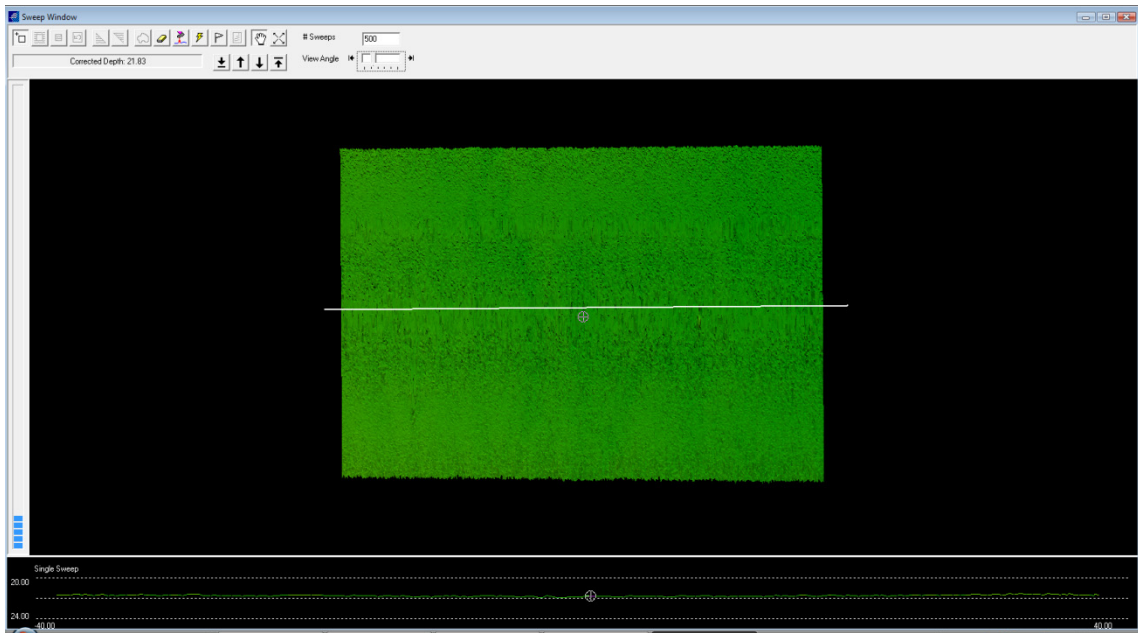 Sweep Window
# Sweeps 500
Corrected Depth: 21.83
View Angle
Single Sweep
20.00
24.00
-40.00 40.00